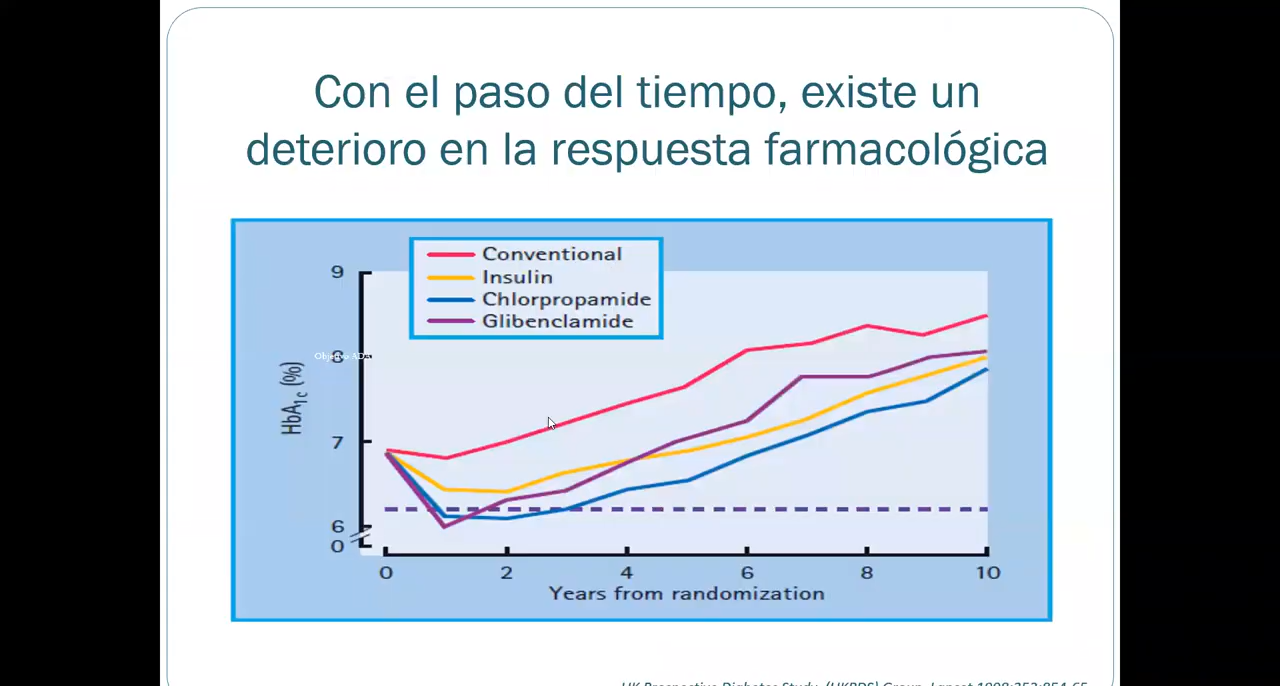 Con el paso del tiempo, existe un
deterioro en la respuesta farmacológica
Conventional
Insulin
Chlorpropamide
Glibenclamide
9
Objetivo ADA
8
HbA1c (%)
7
6
0
0 2 4 6 8 10
Years from randomization
UK Prospective Diabetes Study (UKPDS) Group. Lancet 1998;352:854-65